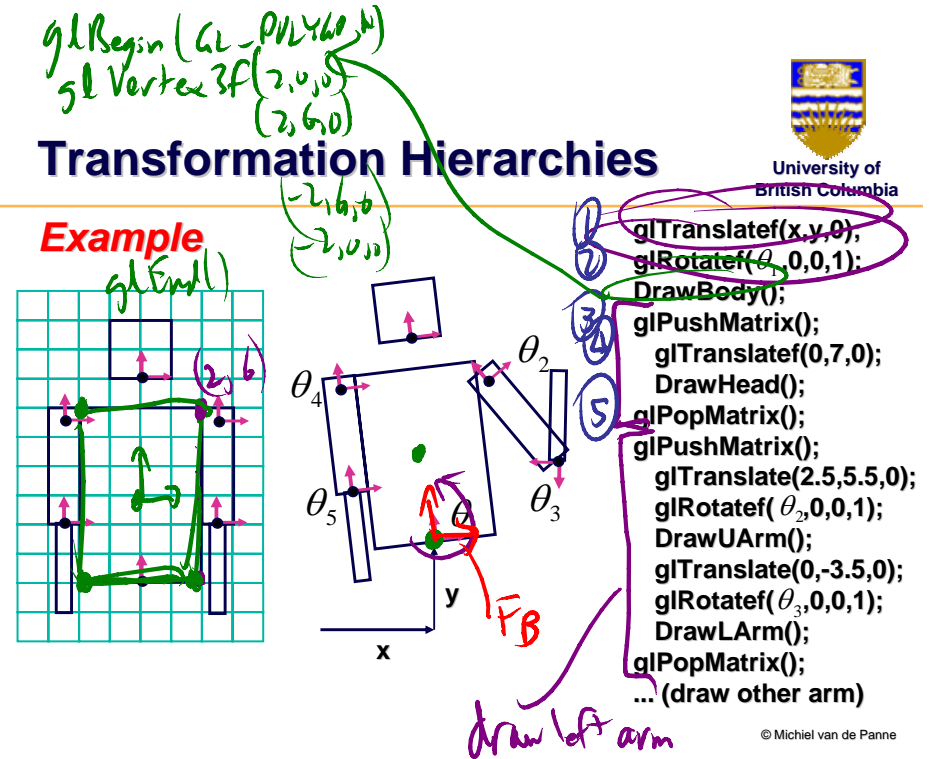 glBegin(GL_POLYGON)
glVertex3f(2,0,0)
(2,6,0)
Transformation Hierarchies
University of
British Columbia
(-2,6,0)
(-2,0,0)
Example
glEnd()
1 glTranslatef(x,y,0);
2 glRotatef(θ1,0,0,1);
DrawBody();
3 glPushMatrix();
4 glTranslatef(0,7,0);
DrawHead();
5 glPopMatrix();
glPushMatrix();
glTranslate(2.5,5.5,0);
glRotatef( θ2,0,0,1);
DrawUArm();
glTranslate(0,-3.5,0);
glRotatef( θ3,0,0,1);
DrawLArm();
glPopMatrix();
... (draw other arm)
(2,6)
θ4
θ2
θ5
θ
θ3
y
x
FB
draw left arm
© Michiel van de Panne